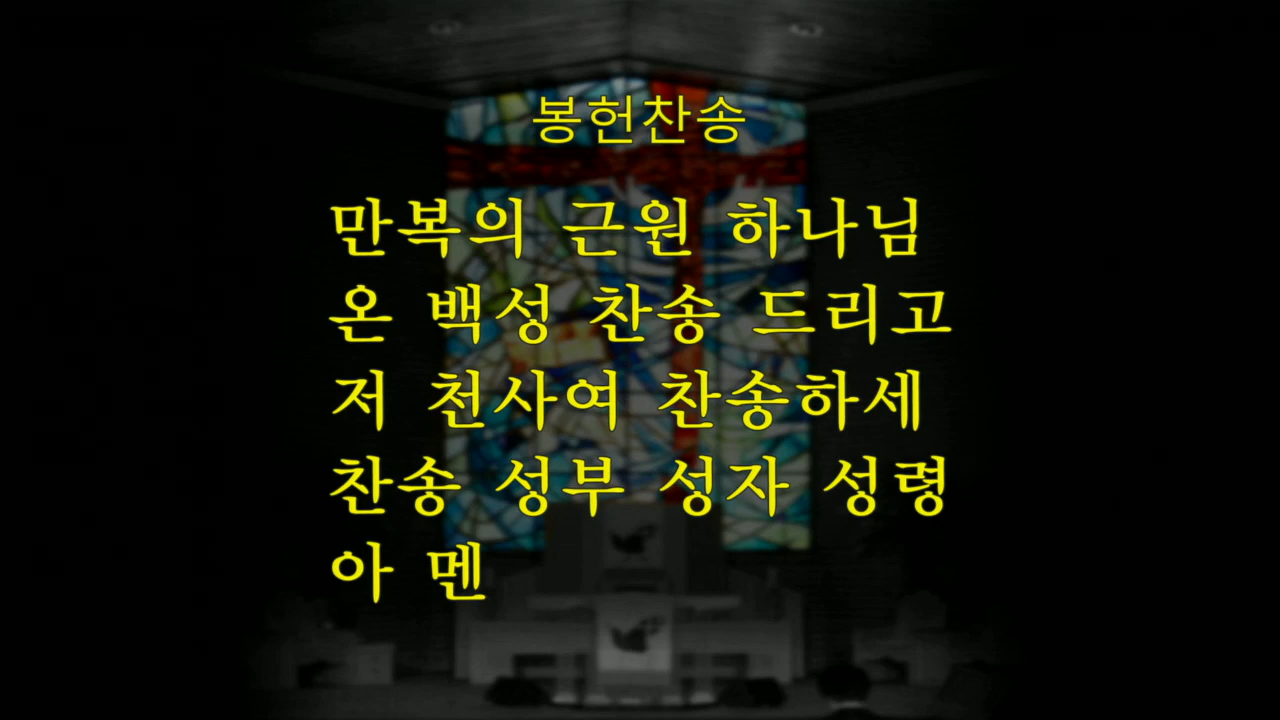 봉헌찬송
만복의 근원 하나님
온 백성 찬송 드리고
저 천사여 찬송하세
찬송 성부 성자 성령
아 멘